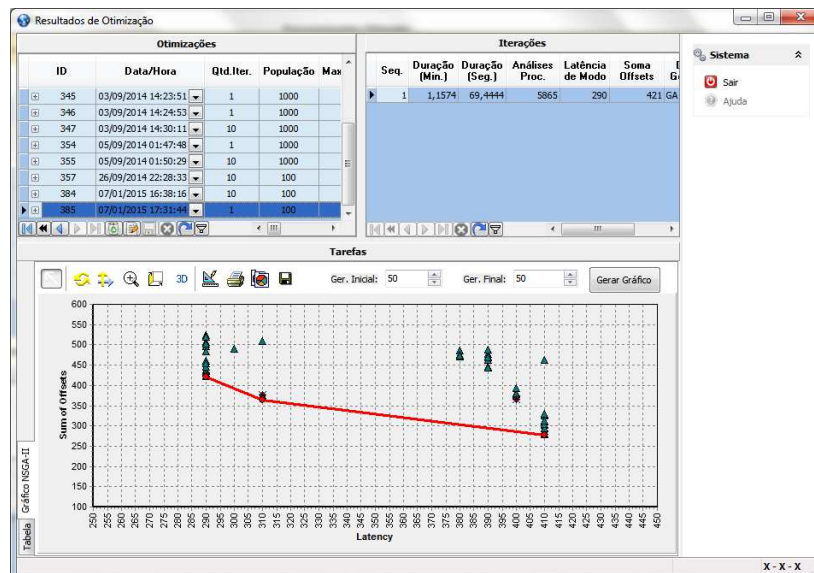 Resultados de Otimização
Otimizações
ID Data/Hora Qtd.Iter. População Max
345 03/09/2014 14:23:51 1 1000
346 03/09/2014 14:24:53 1 1000
347 03/09/2014 14:30:11 10 1000
354 05/09/2014 01:47:48 1 1000
355 05/09/2014 01:50:29 10 1000
357 26/09/2014 22:28:33 10 100
384 07/01/2015 16:38:16 10 100
385 07/01/2015 17:31:44 1 100
Iterações
Seq. Duração (Min.) Duração (Seg.) Análises Proc. Latência de Modo Soma Offsets
1 1,1574 69,4444 5865 290 421 GA
Sistema
Sair
Ajuda
Tarefas
3D
Ger. Inicial: 50
Ger. Final: 50
Gerar Gráfico
Gráfico NSGA-II
Tabela
Sum of Offsets
600
550
500
450
400
350
300
250
200
150
100
250 255 260 265 270 275 280 285 290 295 300 305 310 315 320 325 330 335 340 345 350 355 360 365 370 375 380 385 390 395 400 405 410 415 420 425 430 435 440 445 450
Latency
X - X - X